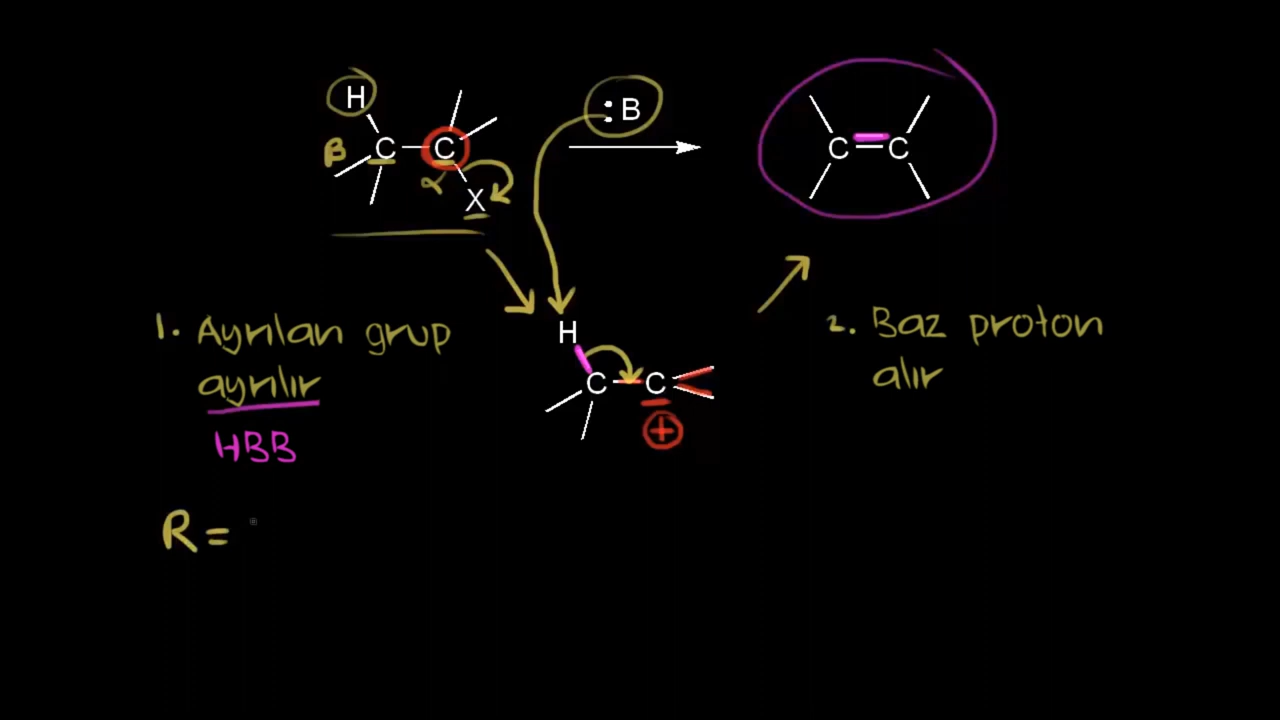 H
:B
β C C C = C
α
X
1. Ayrılan grup
ayrılır
HBB
H
C C
+
2. Baz proton
alır
R =